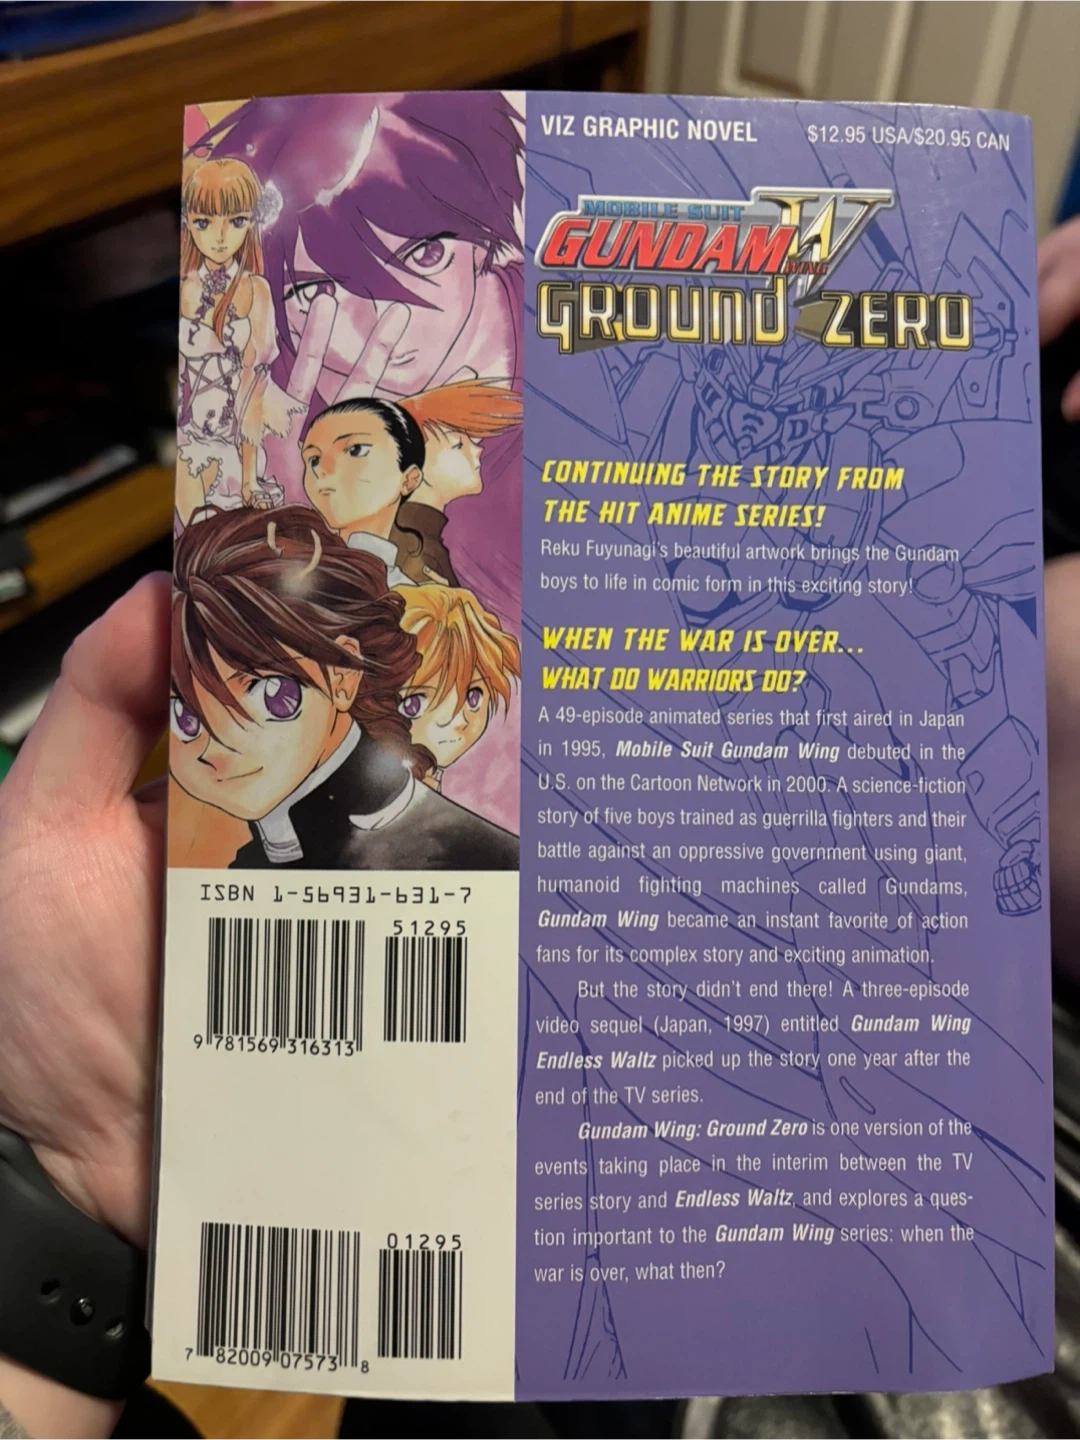 VIZ GRAPHIC NOVEL
$12.95 USA/$20.95 CAN
MOBILE SUIT
GUNDAM W
WING
GROUND ZERO
CONTINUING THE STORY FROM
THE HIT ANIME SERIES!
Reku Fuyunagi's beautiful artwork brings the Gundam
boys to life in comic form in this exciting story!
WHEN THE WAR IS OVER...
WHAT DO WARRIORS DO?
A 49-episode animated series that first aired in Japan
in 1995, Mobile Suit Gundam Wing debuted in the
U.S. on the Cartoon Network in 2000. A science-fiction
story of five boys trained as guerrilla fighters and their
battle against an oppressive government using giant,
humanoid fighting machines called Gundams,
Gundam Wing became an instant favorite of action
fans for its complex story and exciting animation.
But the story didn't end there! A three-episode
video sequel (Japan, 1997) entitled Gundam Wing
Endless Waltz picked up the story one year after the
end of the TV series.
Gundam Wing: Ground Zero is one version of the
events taking place in the interim between the TV
series story and Endless Waltz, and explores a ques-
tion important to the Gundam Wing series: when the
war is over, what then?
ISBN 1-56931-631-7
51295
9 781569 316313
01295
7 82009 07573 8